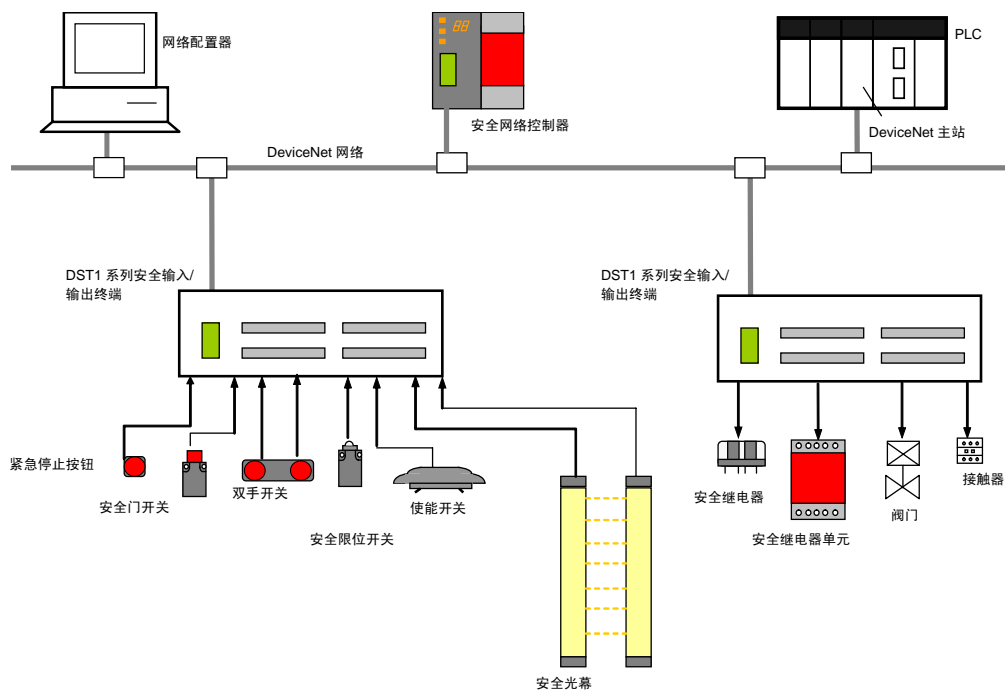 网络配置器
88
PLC
安全网络控制器
DeviceNet 主站
DeviceNet 网络
DST1 系列安全输入/
输出终端
DST1 系列安全输入/
输出终端
紧急停止按钮
安全门开关
双手开关
安全限位开关
使能开关
安全光幕
安全继电器
安全继电器单元
阀门
接触器